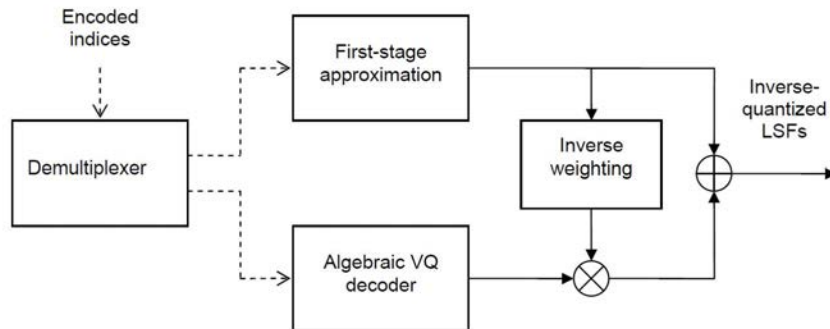 Encoded
indices
First-stage
approximation
Inverse-
quantized
LSFs
Inverse
weighting
Demultiplexer
Algebraic VQ
decoder